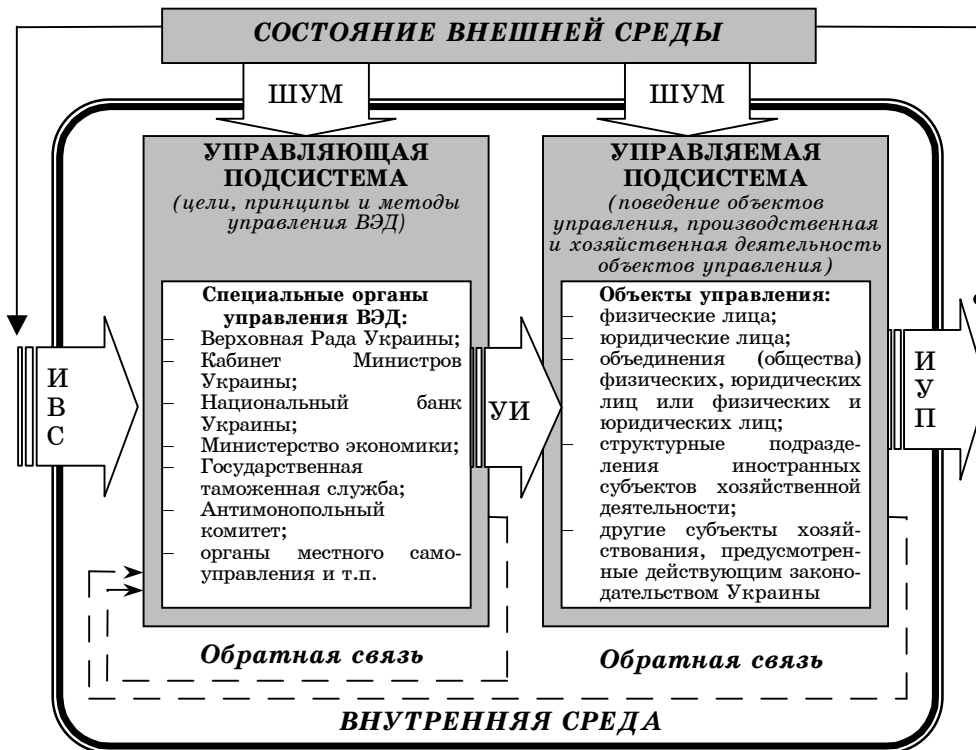 СОСТОЯНИЕ ВНЕШНЕЙ СРЕДЫ
ШУМ
ШУМ
УПРАВЛЯЮЩАЯ
ПОДСИСТЕМА
(цели, принципы и методы
управления ВЭД)
Специальные органы
управления ВЭД:
– Верховная Рада Украины;
– Кабинет Министров
Украины;
– Национальный банк
Украины;
– Министерство экономики;
– Государственная
таможенная служба;
– Антимонопольный
комитет;
– органы местного само-
управления и т.п.
УПРАВЛЯЕМАЯ
ПОДСИСТЕМА
(поведение объектов
управления, производственная
и хозяйственная деятельность
объектов управления)
Объекты управления:
– физические лица;
– юридические лица;
– объединения (общества)
физических, юридических
лиц или физических и
юридических лиц;
– структурные подразде-
ления иностранных
субъектов хозяйственной
деятельности;
– другие субъекты хозяй-
ствования, предусмотрен-
ные действующим законо-
дательством Украины
И
В
С
УИ
И
У
П
Обратная связь
Обратная связь
ВНУТРЕННЯЯ СРЕДА